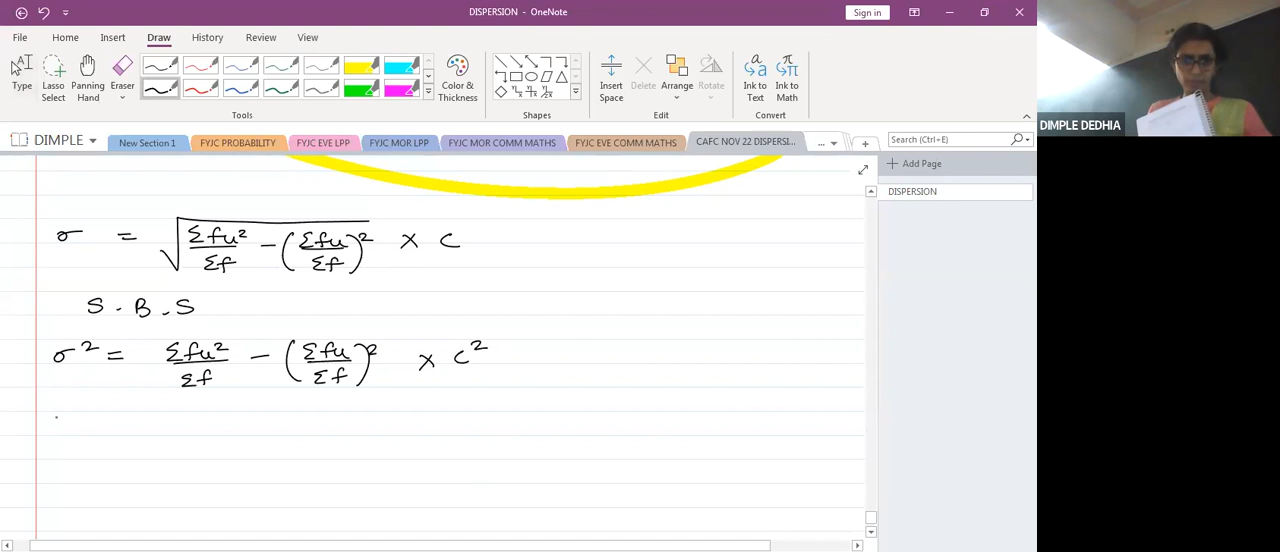 DISPERSION - OneNote
Sign in
File Home Insert Draw History Review View
Type
Lasso Select
Panning Hand
Eraser
Color & Thickness
Insert Space
Delete
Arrange
Rotate
Ink to Text
Ink to Math
Tools
Shapes
Edit
Convert
DIMPLE
New Section 1
FYJC PROBABILITY
FYJC EVE LPP
FYJC MOR LPP
FYJC MOR COMM MATHS
FYJC EVE COMM MATHS
CAFC NOV 22 DISPERSI...
Search (Ctrl+E)
Add Page
DISPERSION
DIMPLE DEDHIA
σ = √(Σfu²/Σf − (Σfu/Σf)²) × c
S.B.S
σ² = Σfu²/Σf − (Σfu/Σf)² × c²